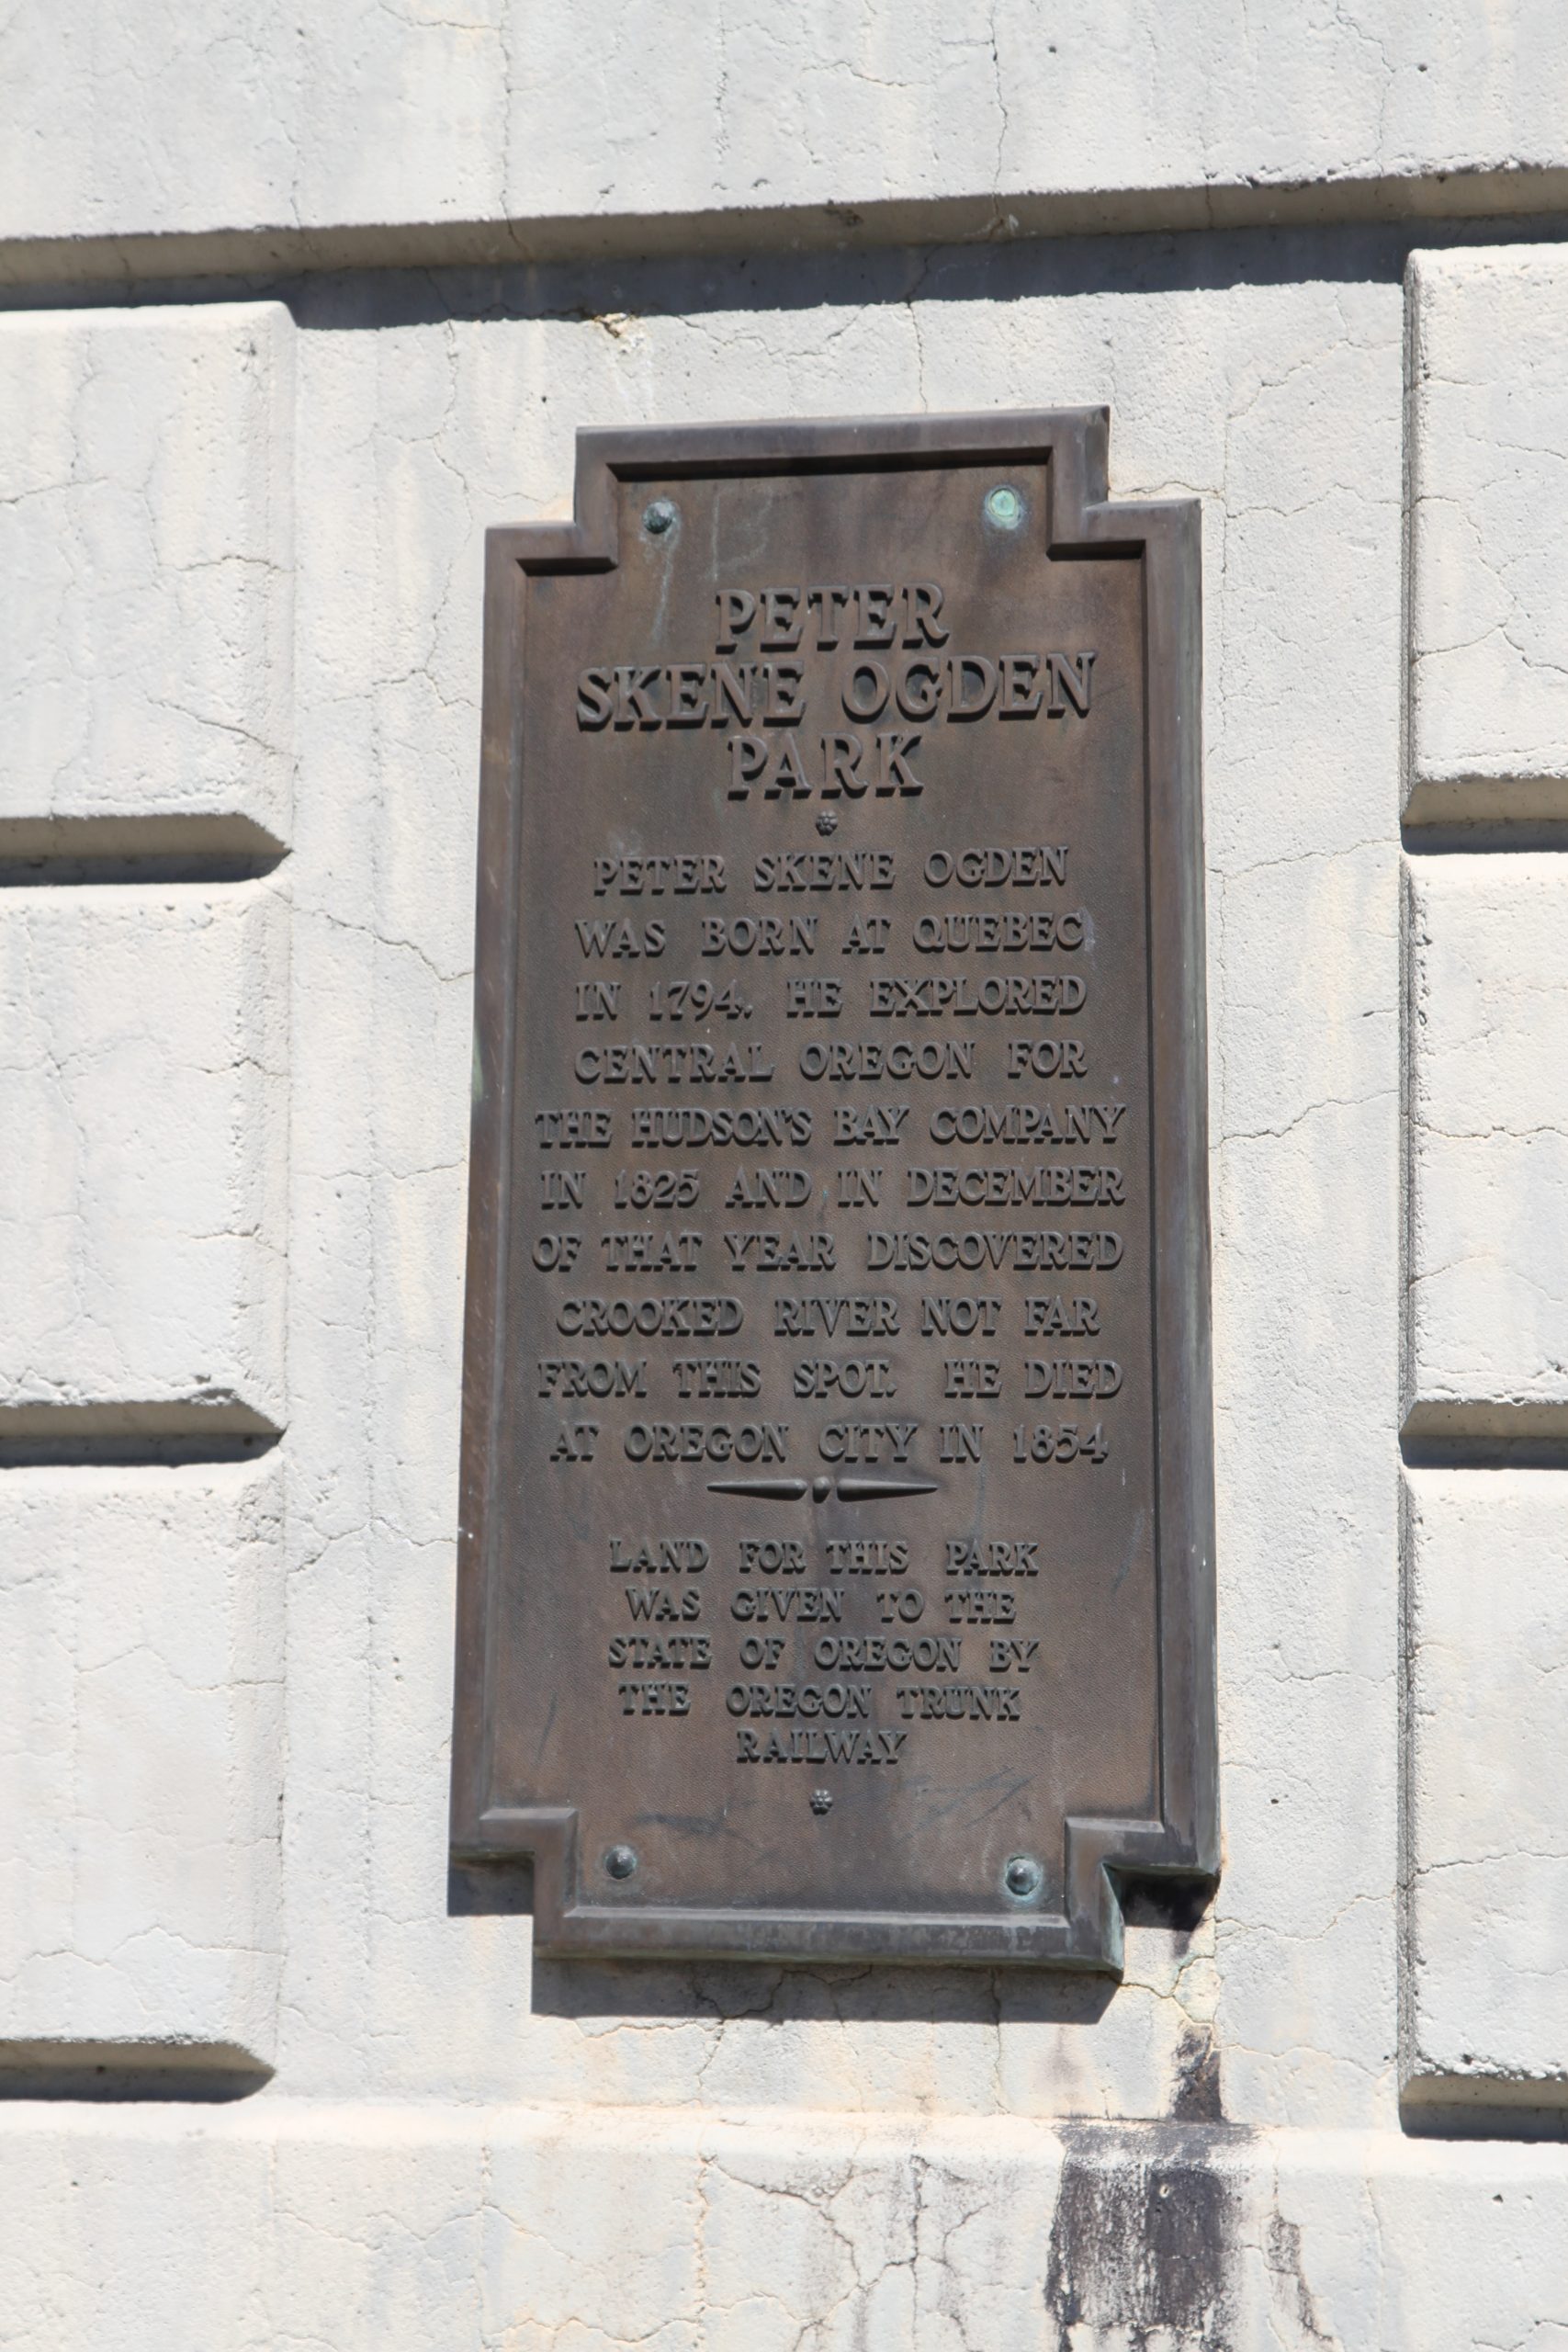 PETER
SKENE OGDEN
PARK
PETER SKENE OGDEN
WAS BORN AT QUEBEC
IN 1794. HE EXPLORED
CENTRAL OREGON FOR
THE HUDSON'S BAY COMPANY
IN 1825 AND IN DECEMBER
OF THAT YEAR DISCOVERED
CROOKED RIVER NOT FAR
FROM THIS SPOT. HE DIED
AT OREGON CITY IN 1854
LAND FOR THIS PARK
WAS GIVEN TO THE
STATE OF OREGON BY
THE OREGON TRUNK
RAILWAY